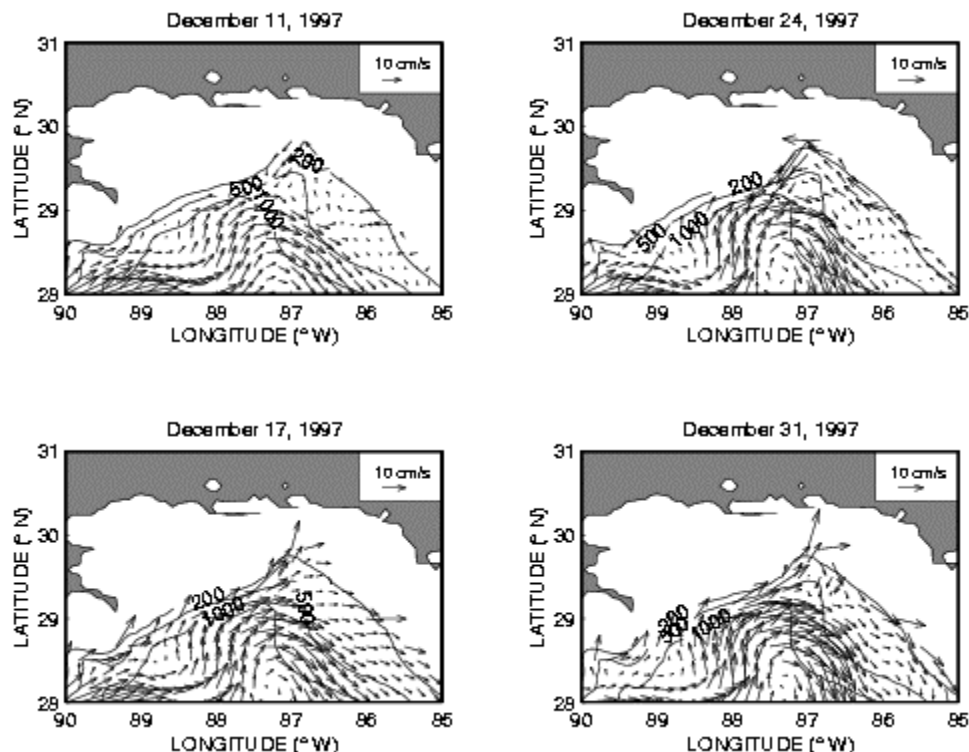 December 11, 1997
December 24, 1997
31
10 cm/s
30
29
28
LATITUDE (° N)
200
500
1000
90 89 88 87 86 85
LONGITUDE (° W)
31
10 cm/s
30
29
28
LATITUDE (° N)
200
500
1000
90 89 88 87 86 85
LONGITUDE (° W)
December 17, 1997
December 31, 1997
31
10 cm/s
30
29
28
LATITUDE (° N)
200
1000
500
90 89 88 87 86 85
LONGITUDE (° W)
31
10 cm/s
30
29
28
LATITUDE (° N)
200
1000
90 89 88 87 86 85
LONGITUDE (° W)